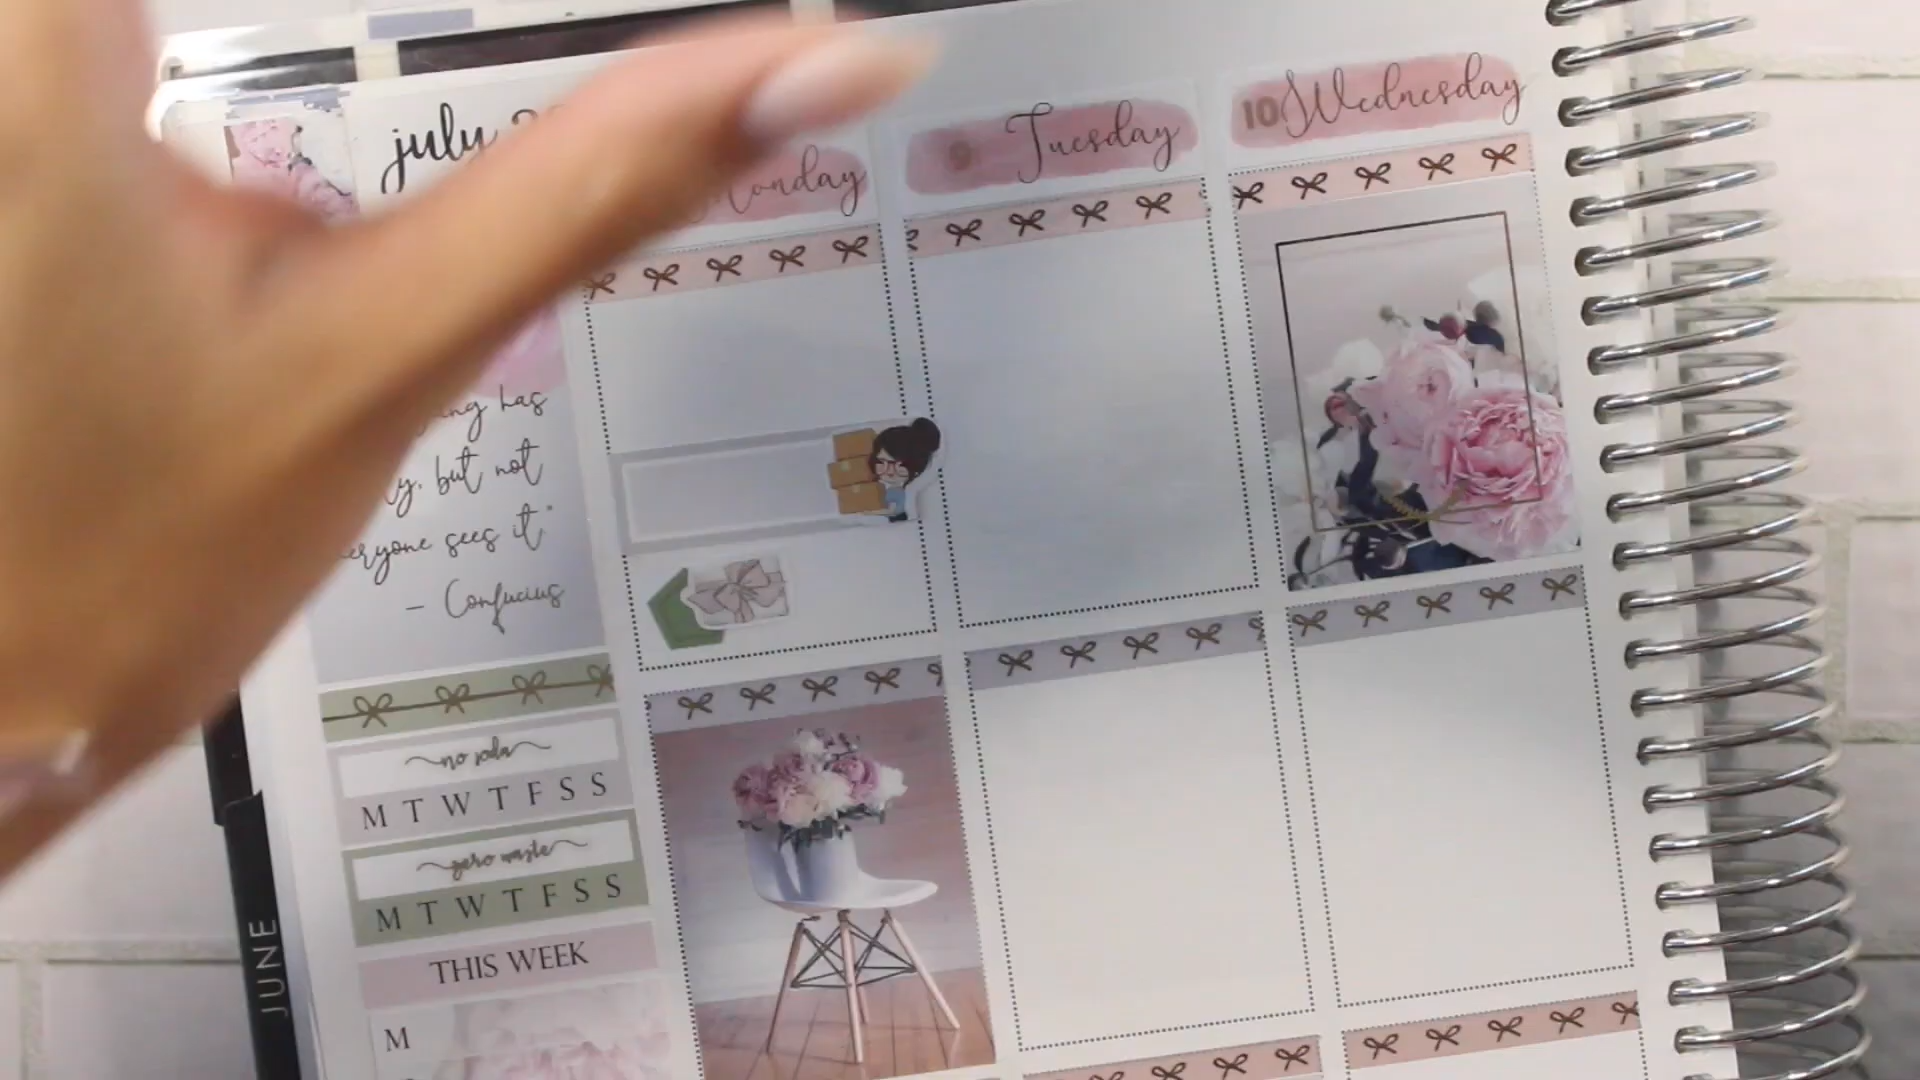 july
Monday
9 Tuesday
10 Wednesday
has
but not
everyone sees it"
- Confucius
no soda
M T W T F S S
zero waste
M T W T F S S
THIS WEEK
M
JUNE